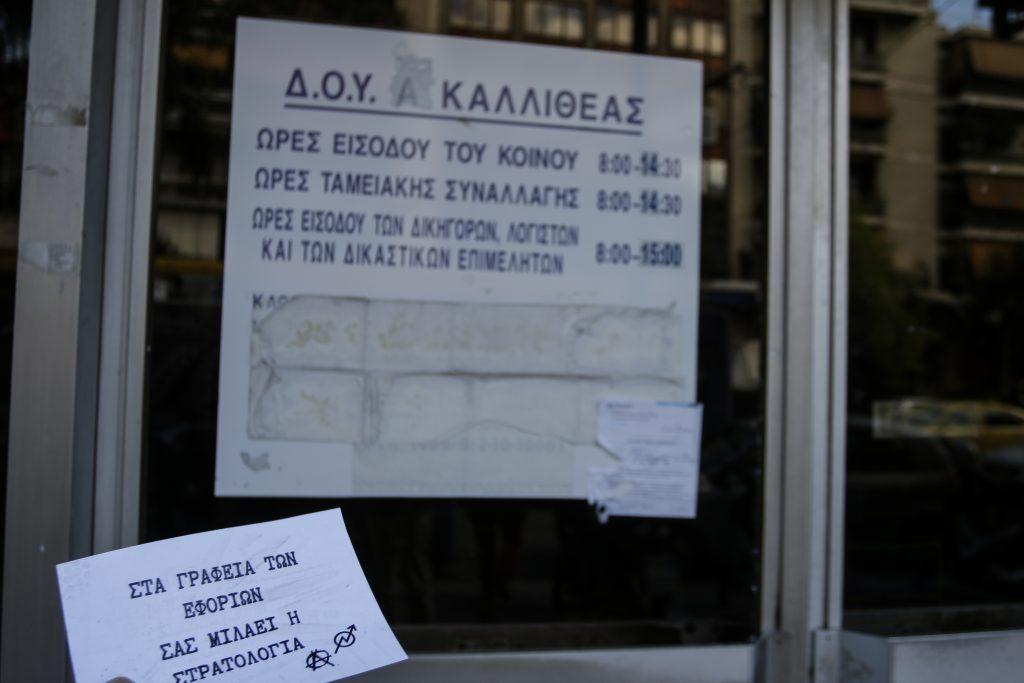 Δ.Ο.Υ. Α ΚΑΛΛΙΘΕΑΣ
ΩΡΕΣ ΕΙΣΟΔΟΥ ΤΟΥ ΚΟΙΝΟΥ 8:00-14:30
ΩΡΕΣ ΤΑΜΕΙΑΚΗΣ ΣΥΝΑΛΛΑΓΗΣ 8:00-14:30
ΩΡΕΣ ΕΙΣΟΔΟΥ ΤΩΝ ΔΙΚΗΓΟΡΩΝ, ΛΟΓΙΣΤΩΝ
ΚΑΙ ΤΩΝ ΔΙΚΑΣΤΙΚΩΝ ΕΠΙΜΕΛΗΤΩΝ 8:00-15:00
ΣΤΑ ΓΡΑΦΕΙΑ ΤΩΝ
ΕΦΟΡΙΩΝ
ΣΑΣ ΜΙΛΑΕΙ Η
ΣΤΡΑΤΟΛΟΓΙΑ